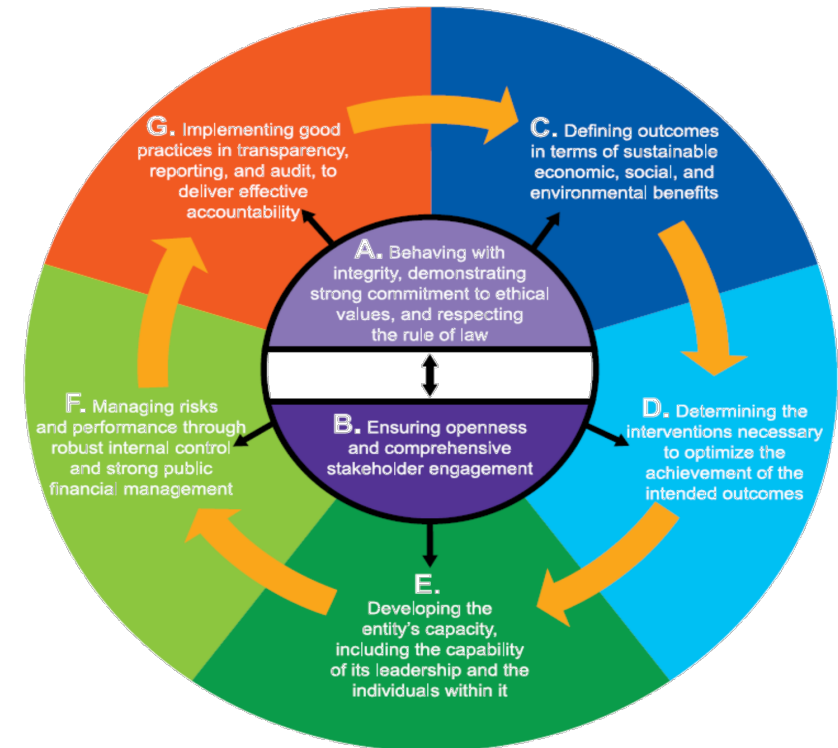 G. Implementing good
practices in transparency,
reporting, and audit, to
deliver effective
accountability
C. Defining outcomes
in terms of sustainable
economic, social, and
environmental benefits
A. Behaving with
integrity, demonstrating
strong commitment to ethical
values, and respecting
the rule of law
F. Managing risks
and performance through
robust internal control
and strong public
financial management
B. Ensuring openness
and comprehensive
stakeholder engagement
D. Determining the
interventions necessary
to optimize the
achievement of the
intended outcomes
E.
Developing the
entity's capacity,
including the capability
of its leadership and the
individuals within it